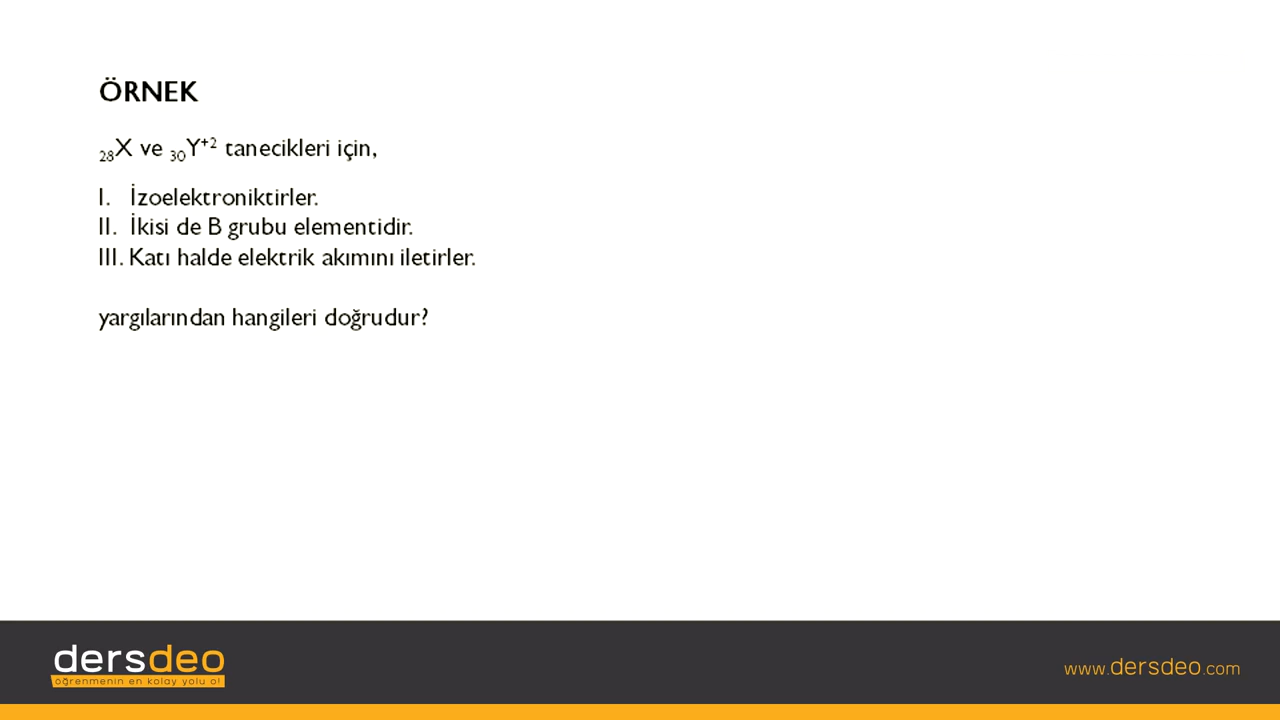 ÖRNEK
₂₈X ve ₃₀Y⁺² tanecikleri için,
I. İzoelektroniktirler.
II. İkisi de B grubu elementidir.
III. Katı halde elektrik akımını iletirler.
yargılarından hangileri doğrudur?
dersdeo
öğrenmenin en kolay yolu o!
www.dersdeo.com